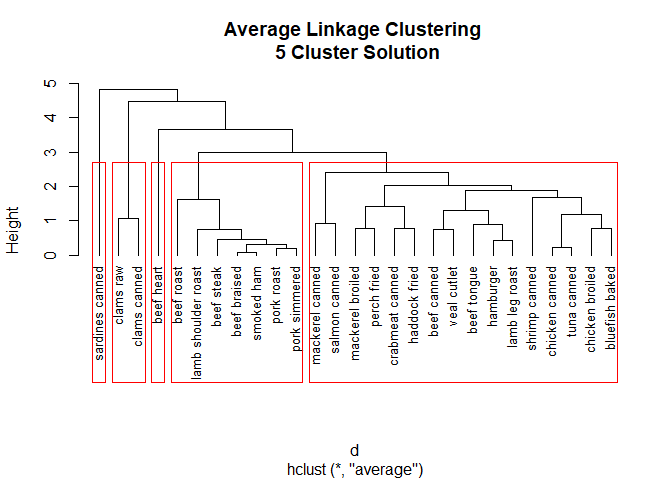 Average Linkage Clustering
5 Cluster Solution
Height
5
4
3
2
1
0
sardines canned
clams raw
clams canned
beef heart
beef roast
lamb shoulder roast
beef steak
beef braised
smoked ham
pork roast
pork simmered
mackerel canned
salmon canned
mackerel broiled
perch fried
crabmeat canned
haddock fried
beef canned
veal cutlet
beef tongue
hamburger
lamb leg roast
shrimp canned
chicken canned
tuna canned
chicken broiled
bluefish baked
d
hclust (*, "average")